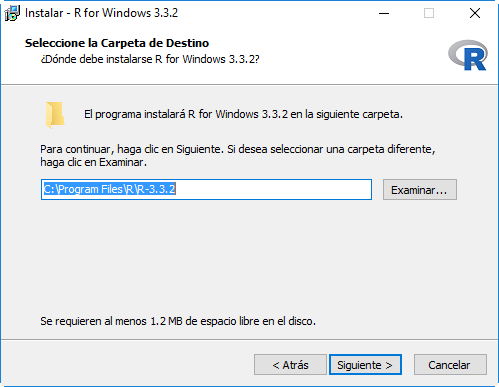 Instalar - R for Windows 3.3.2
Seleccione la Carpeta de Destino
¿Dónde debe instalarse R for Windows 3.3.2?
R
El programa instalará R for Windows 3.3.2 en la siguiente carpeta.
Para continuar, haga clic en Siguiente. Si desea seleccionar una carpeta diferente,
haga clic en Examinar.
C:\Program Files\R\R-3.3.2
Examinar...
Se requieren al menos 1.2 MB de espacio libre en el disco.
< Atrás
Siguiente >
Cancelar